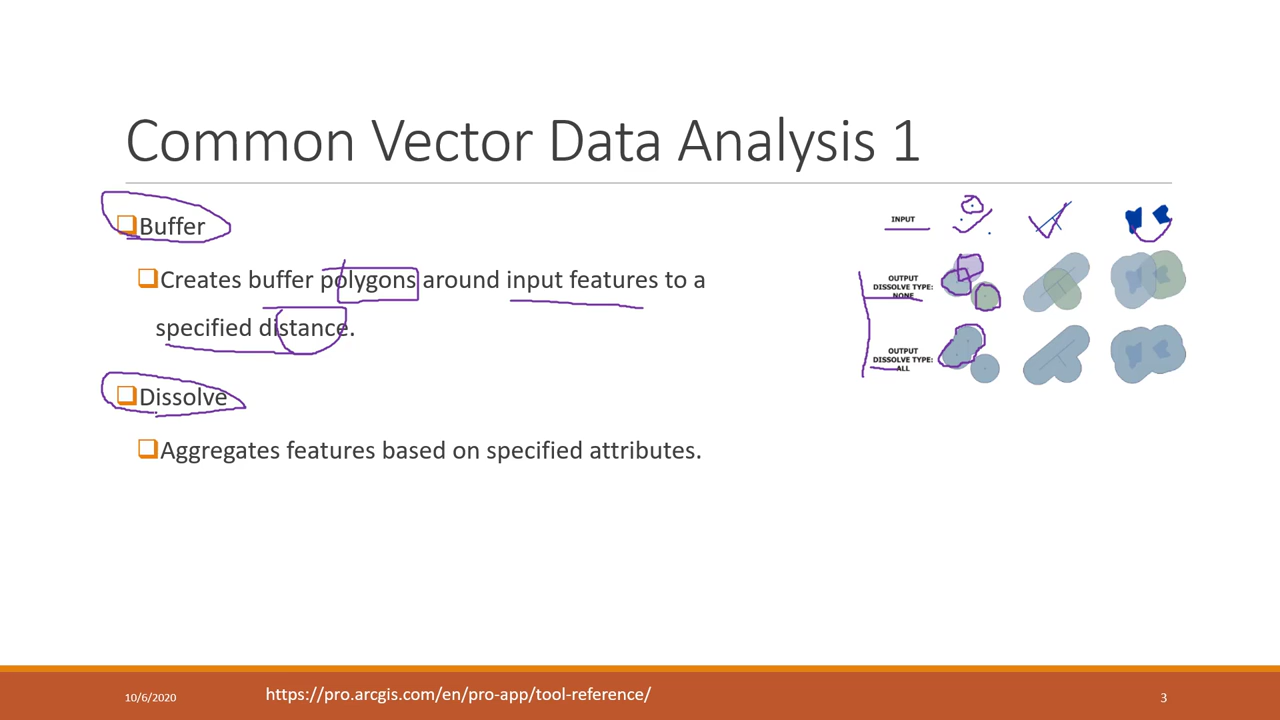 Common Vector Data Analysis 1
Buffer
Creates buffer polygons around input features to a
specified distance.
Dissolve
Aggregates features based on specified attributes.
INPUT
OUTPUT
DISSOLVE TYPE:
NONE
OUTPUT
DISSOLVE TYPE:
ALL
10/6/2020
https://pro.arcgis.com/en/pro-app/tool-reference/
3